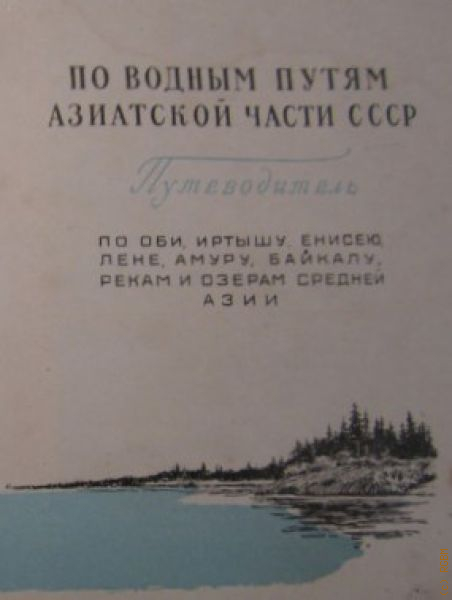 ПО ВОДНЫМ ПУТЯМ
АЗИАТСКОЙ ЧАСТИ СССР
Путеводитель
ПО ОБИ, ИРТЫШУ, ЕНИСЕЮ,
ЛЕНЕ, АМУРУ, БАЙКАЛУ,
РЕКАМ И ОЗЕРАМ СРЕДНЕЙ
АЗИИ